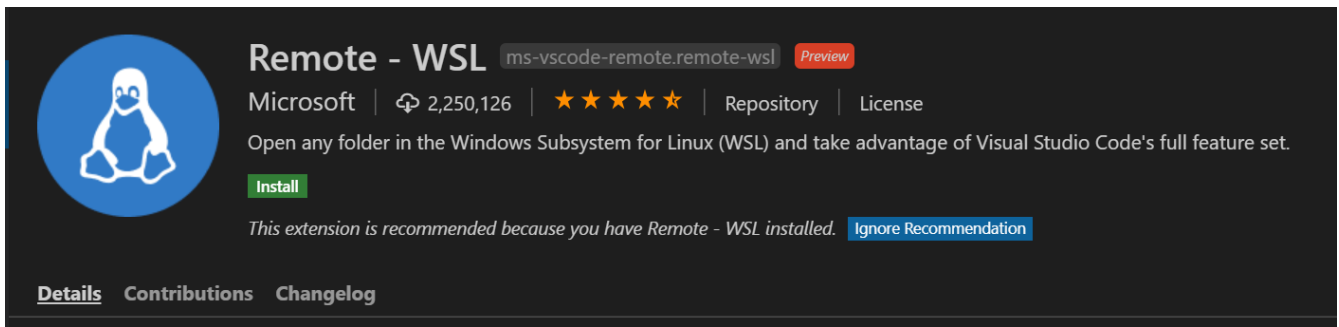 Remote - WSL ms-vscode-remote.remote-wsl Preview
Microsoft 2,250,126 Repository License
Open any folder in the Windows Subsystem for Linux (WSL) and take advantage of Visual Studio Code's full feature set.
Install
This extension is recommended because you have Remote - WSL installed. Ignore Recommendation
Details Contributions Changelog